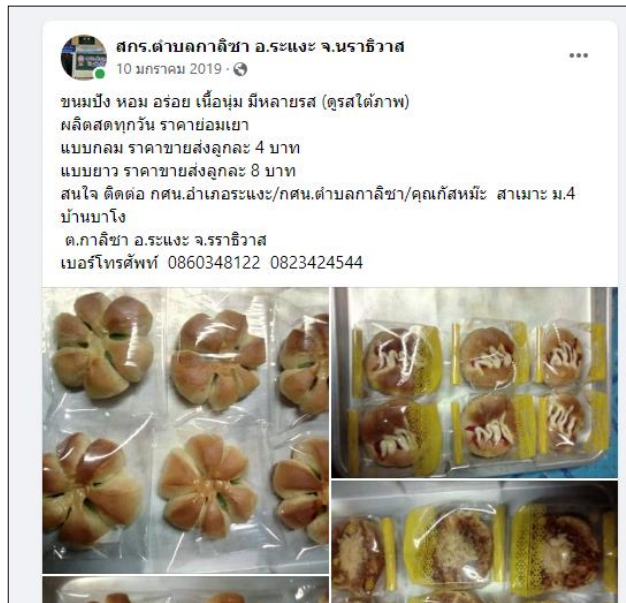 สกร.ตำบลกาลิซา อ.ระแงะ จ.นราธิวาส
10 มกราคม 2019
ขนมปัง หอม อร่อย เนื้อนุ่ม มีหลายรส (ดูรสใต้ภาพ)
ผลิตสดทุกวัน ราคาย่อมเยา
แบบกลม ราคาขายส่งลูกละ 4 บาท
แบบยาว ราคาขายส่งลูกละ 8 บาท
สนใจ ติดต่อ กศน.อำเภอระแงะ/กศน.ตำบลกาลิซา/คุณกัสหม๊ะ สาเมาะ ม.4
บ้านบาโง
ต.กาลิซา อ.ระแงะ จ.รราธิวาส
เบอร์โทรศัพท์ 0860348122 0823424544